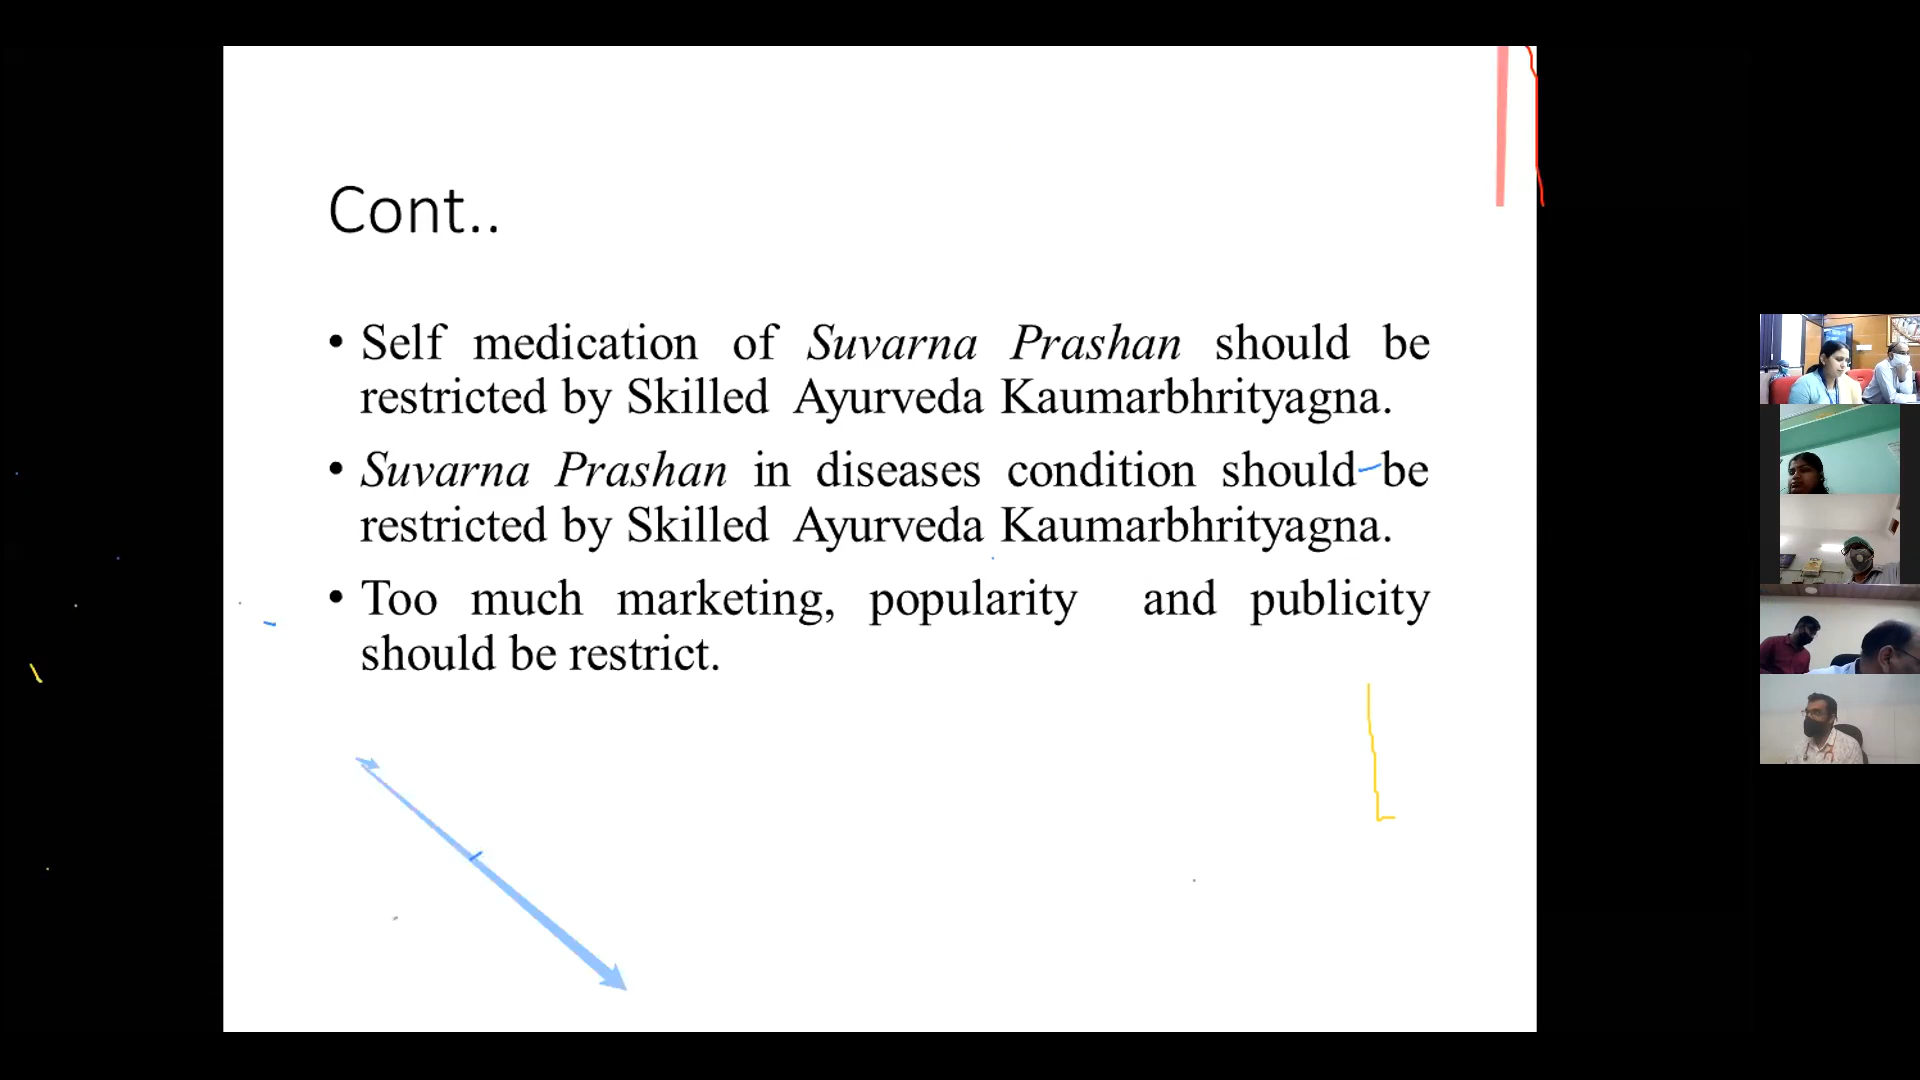 Cont..
• Self medication of Suvarna Prashan should be
restricted by Skilled Ayurveda Kaumarbhrityagna.
• Suvarna Prashan in diseases condition should be
restricted by Skilled Ayurveda Kaumarbhrityagna.
• Too much marketing, popularity and publicity
should be restrict.